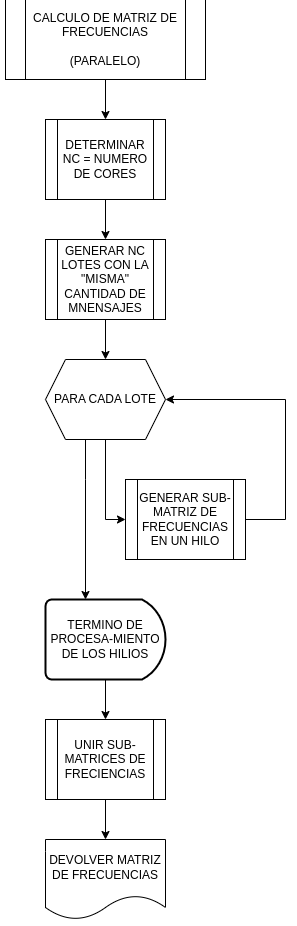 CALCULO DE MATRIZ DE
FRECUENCIAS
(PARALELO)
DETERMINAR
NC = NUMERO
DE CORES
GENERAR NC
LOTES CON LA
"MISMA"
CANTIDAD DE
MNENSAJES
PARA CADA LOTE
GENERAR SUB-
MATRIZ DE
FRECUENCIAS
EN UN HILO
TERMINO DE
PROCESA-MIENTO
DE LOS HILIOS
UNIR SUB-
MATRICES DE
FRECIENCIAS
DEVOLVER MATRIZ
DE FRECUENCIAS